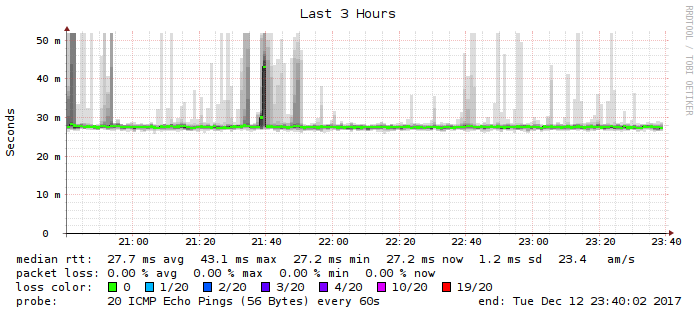 Last 3 Hours
RRDTOOL / TOBI OETIKER
Seconds
50 m
40 m
30 m
20 m
10 m
0
21:00 21:20 21:40 22:00 22:20 22:40 23:00 23:20 23:40
median rtt: 27.7 ms avg 43.1 ms max 27.2 ms min 27.2 ms now 1.2 ms sd 23.4 am/s
packet loss: 0.00 % avg 0.00 % max 0.00 % min 0.00 % now
loss color: 0 1/20 2/20 3/20 4/20 10/20 19/20
probe: 20 ICMP Echo Pings (56 Bytes) every 60s end: Tue Dec 12 23:40:02 2017